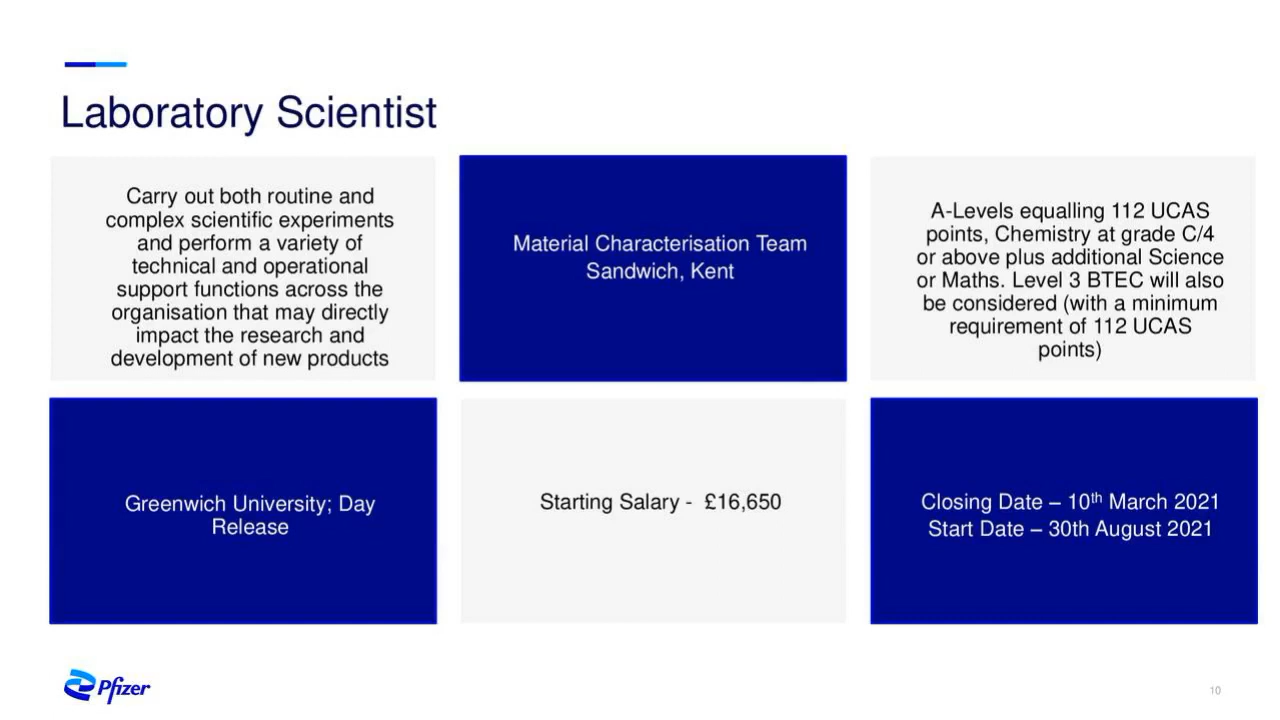 Laboratory Scientist
Carry out both routine and
complex scientific experiments
and perform a variety of
technical and operational
support functions across the
organisation that may directly
impact the research and
development of new products
Material Characterisation Team
Sandwich, Kent
A-Levels equalling 112 UCAS
points, Chemistry at grade C/4
or above plus additional Science
or Maths. Level 3 BTEC will also
be considered (with a minimum
requirement of 112 UCAS
points)
Greenwich University; Day
Release
Starting Salary - £16,650
Closing Date – 10th March 2021
Start Date – 30th August 2021
Pfizer
10